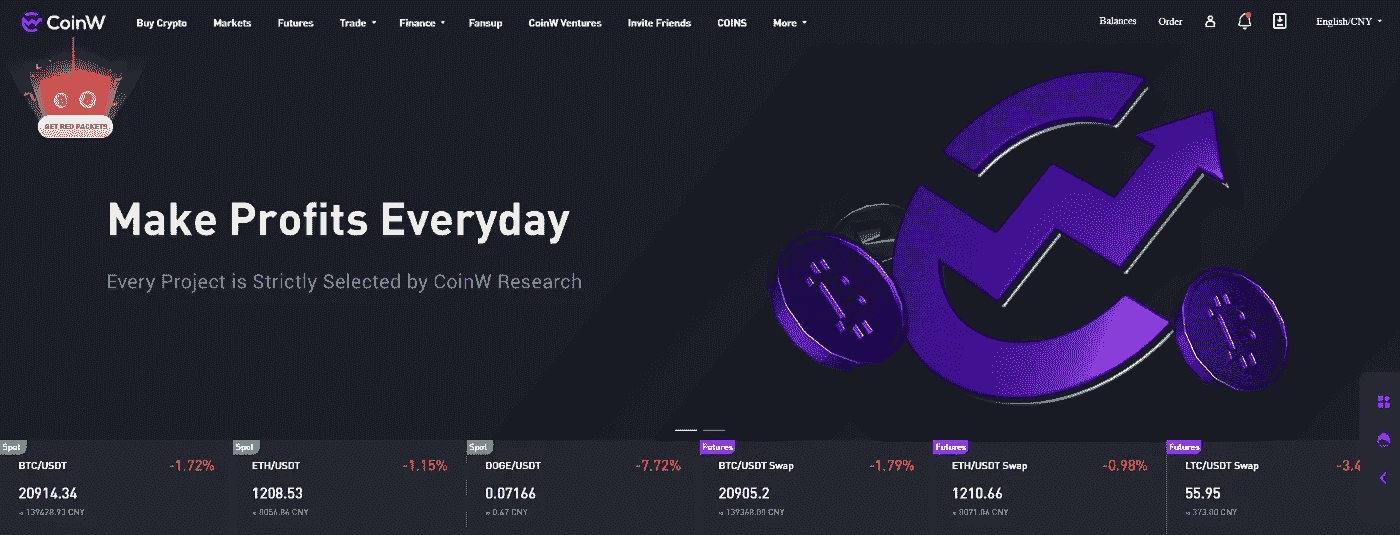 CoinW Buy Crypto Markets Futures Trade Finance Fansup CoinW Ventures Invite Friends COINS More Balances Order English/CNY
GET RED PACKETS
Make Profits Everyday
Every Project is Strictly Selected by CoinW Research
Spot Spot Spot Futures Futures Futures
BTC/USDT -1.72% ETH/USDT -1.15% DOGE/USDT -7.72% BTC/USDT Swap -1.79% ETH/USDT Swap -0.98% LTC/USDT Swap -3.4
20914.34 1208.53 0.07166 20905.2 1210.66 55.95
≈ 139428.93 CNY ≈ 8056.86 CNY ≈ 0.47 CNY ≈ 139368.00 CNY ≈ 8071.06 CNY ≈ 373.00 CNY